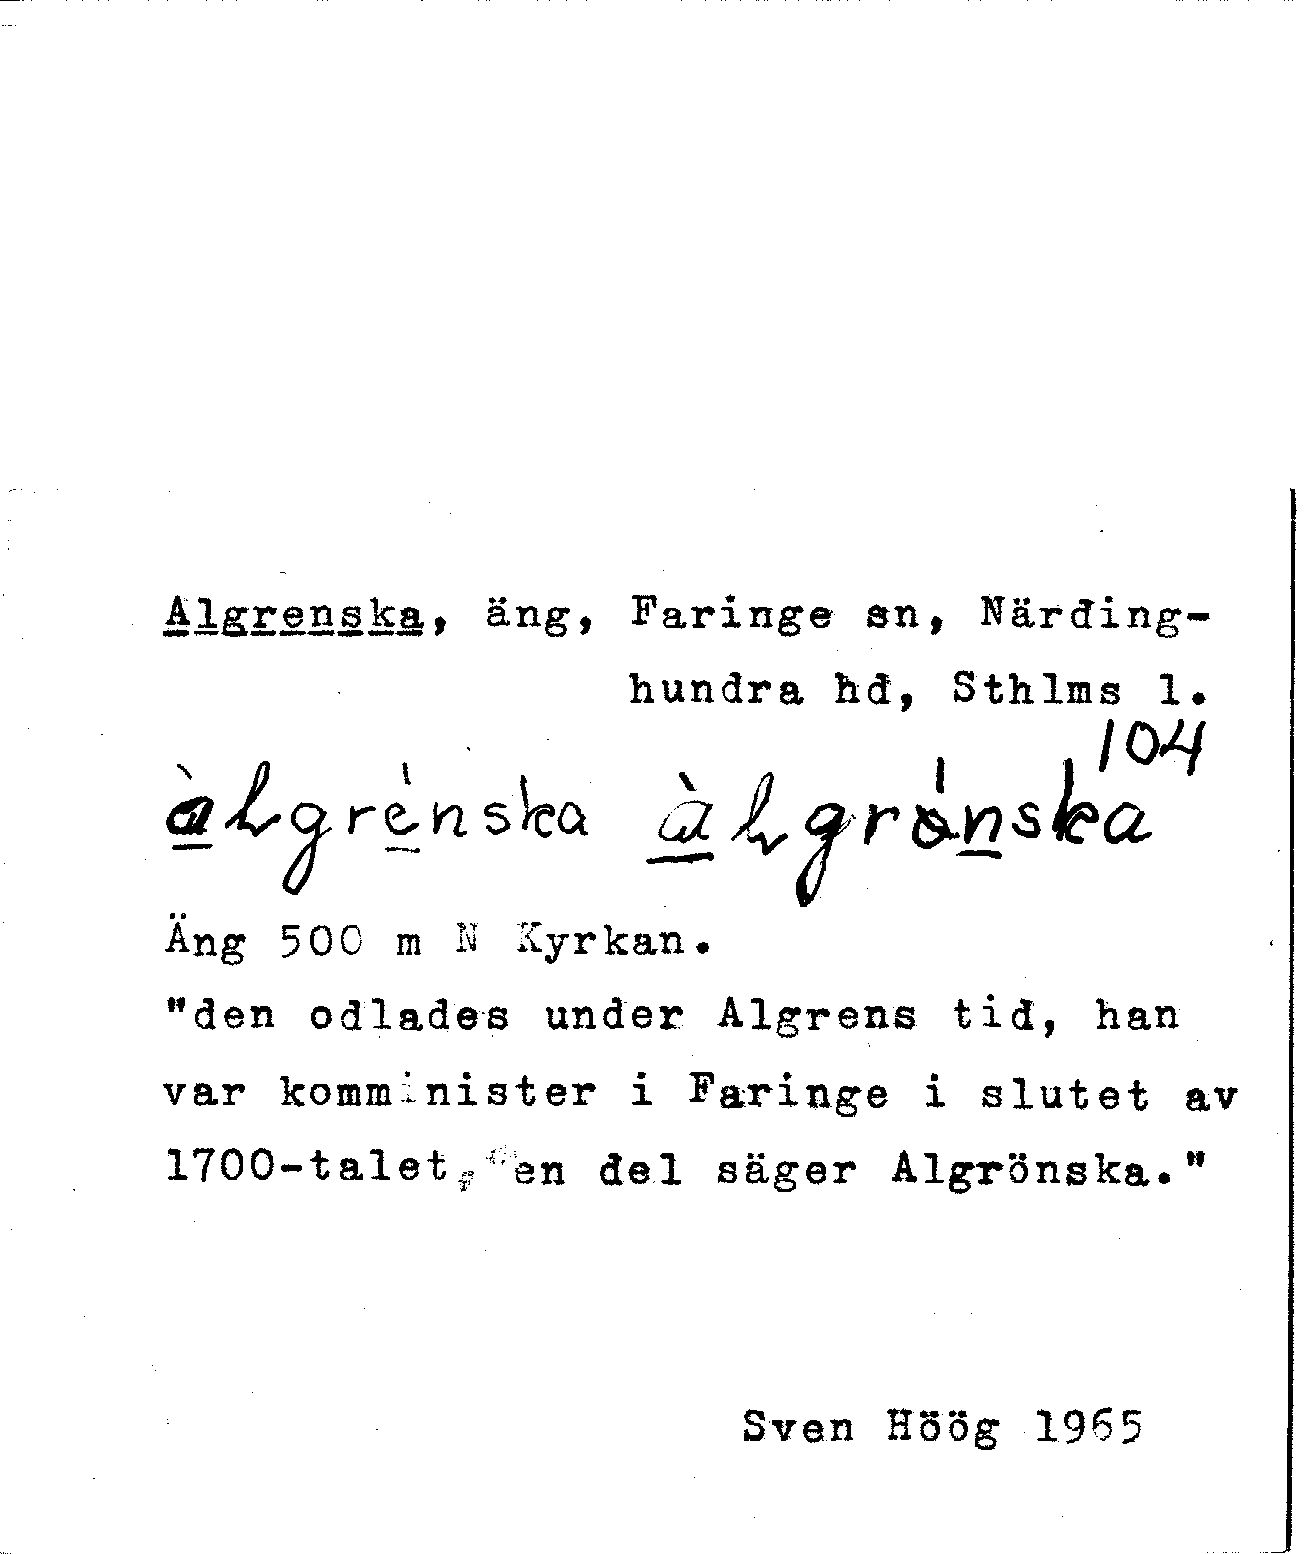 Algrenska, äng, Faringe sn, Närding-
hundra hd, Sthlms l.
104
àlgrènska àlgrònska
Äng 500 m N Kyrkan.
"den odlades under Algrens tid, han
var komminister i Faringe i slutet av
1700-talet, en del säger Algrönska."
Sven Höög 1965